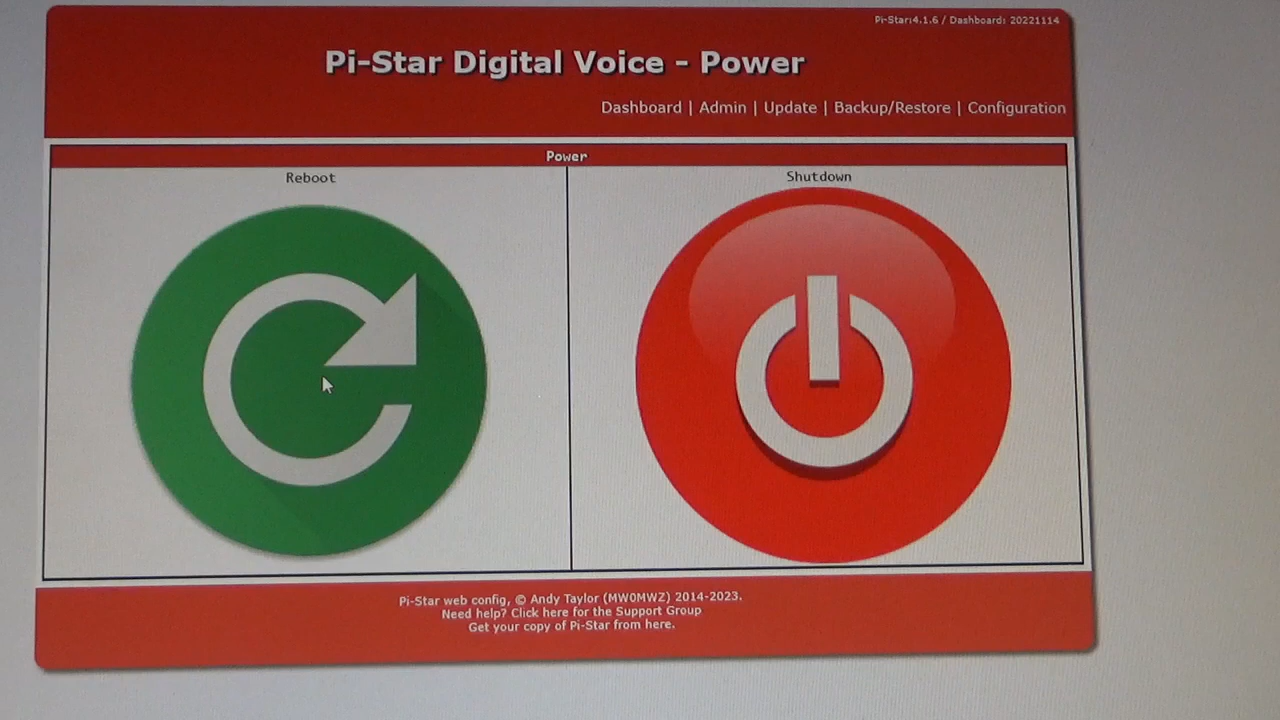 Pi-Star:4.1.6 / Dashboard: 20221114
Pi-Star Digital Voice - Power
Dashboard | Admin | Update | Backup/Restore | Configuration
Power
Reboot
Shutdown
Pi-Star web config, © Andy Taylor (MW0MWZ) 2014-2023.
Need help? Click here for the Support Group
Get your copy of Pi-Star from here.